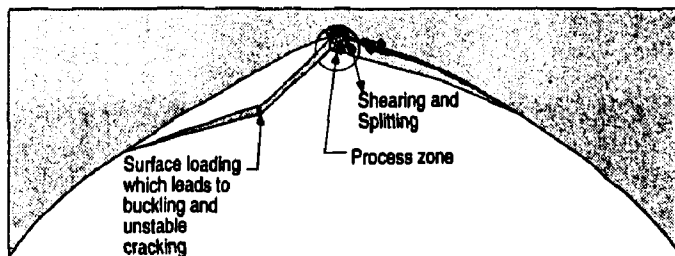 Shearing and
Splitting
Process zone
Surface loading
which leads to
buckling and
unstable
cracking